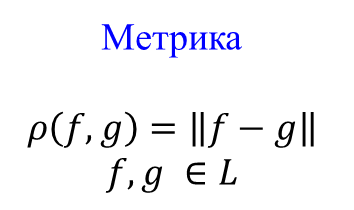 Метрика
ρ(f, g) = ‖f − g‖
f, g ∈ L